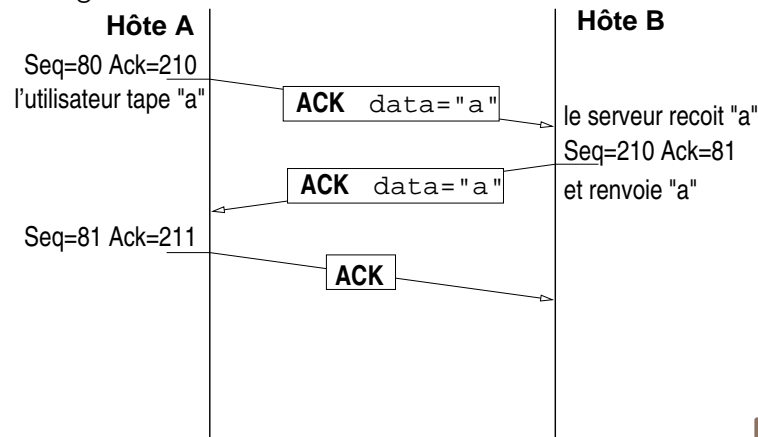 Hôte A
Hôte B
Seq=80 Ack=210
l'utilisateur tape "a"
ACK data="a"
le serveur recoit "a"
Seq=210 Ack=81
ACK data="a"
et renvoie "a"
Seq=81 Ack=211
ACK